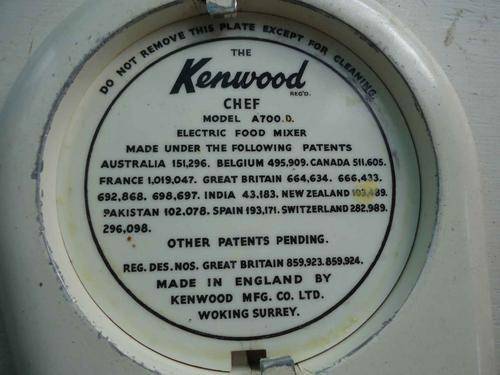 DO NOT REMOVE THIS PLATE EXCEPT FOR CLEANING.
THE
Kenwood
REG'D.
CHEF
MODEL A700.D.
ELECTRIC FOOD MIXER
MADE UNDER THE FOLLOWING PATENTS
AUSTRALIA 151,296. BELGIUM 495,909. CANADA 511,605.
FRANCE 1,019,047. GREAT BRITAIN 664,634. 666,433.
692,868. 698,697. INDIA 43,183. NEW ZEALAND
PAKISTAN 102,078. SPAIN 193,171. SWITZERLAND 282,989.
296,098.
OTHER PATENTS PENDING.
REG. DES. NOS. GREAT BRITAIN 859,923. 859,924.
MADE IN ENGLAND BY
KENWOOD MFG. CO. LTD.
WOKING SURREY.